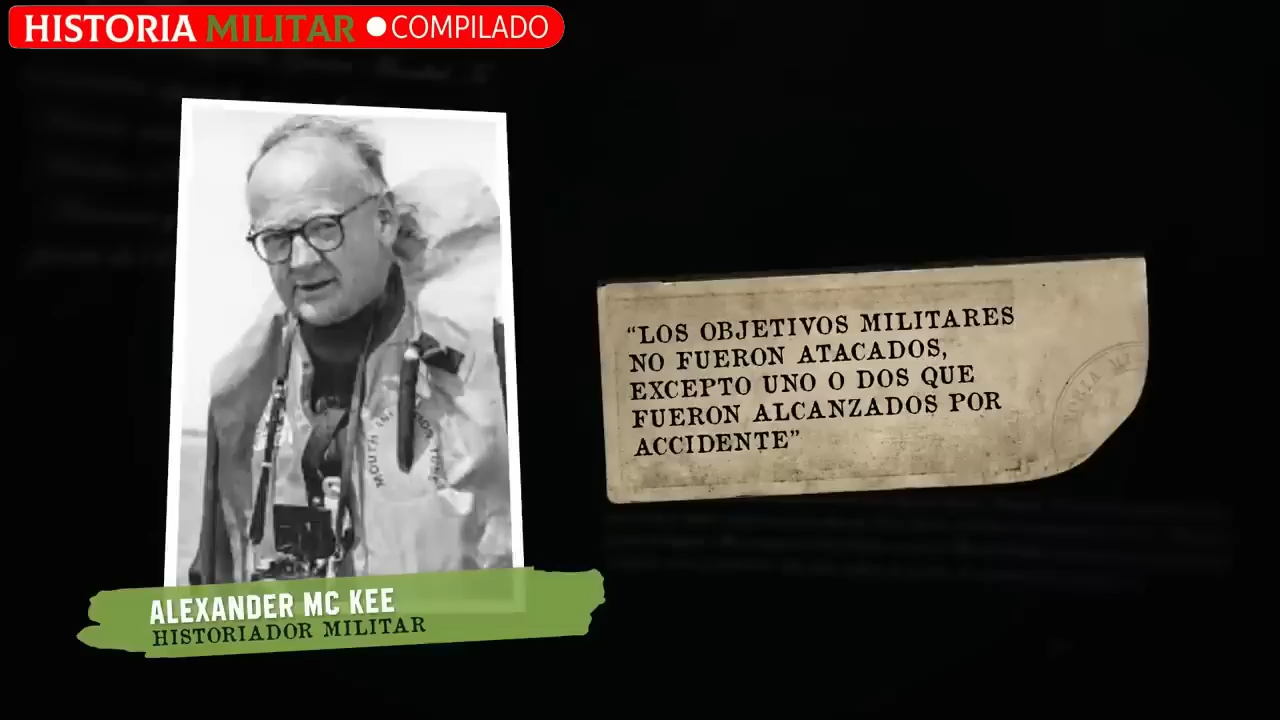 HISTORIA MILITAR COMPILADO
“LOS OBJETIVOS MILITARES
NO FUERON ATACADOS,
EXCEPTO UNO O DOS QUE
FUERON ALCANZADOS POR
ACCIDENTE”
MOUTH
ALEXANDER MC KEE
HISTORIADOR MILITAR